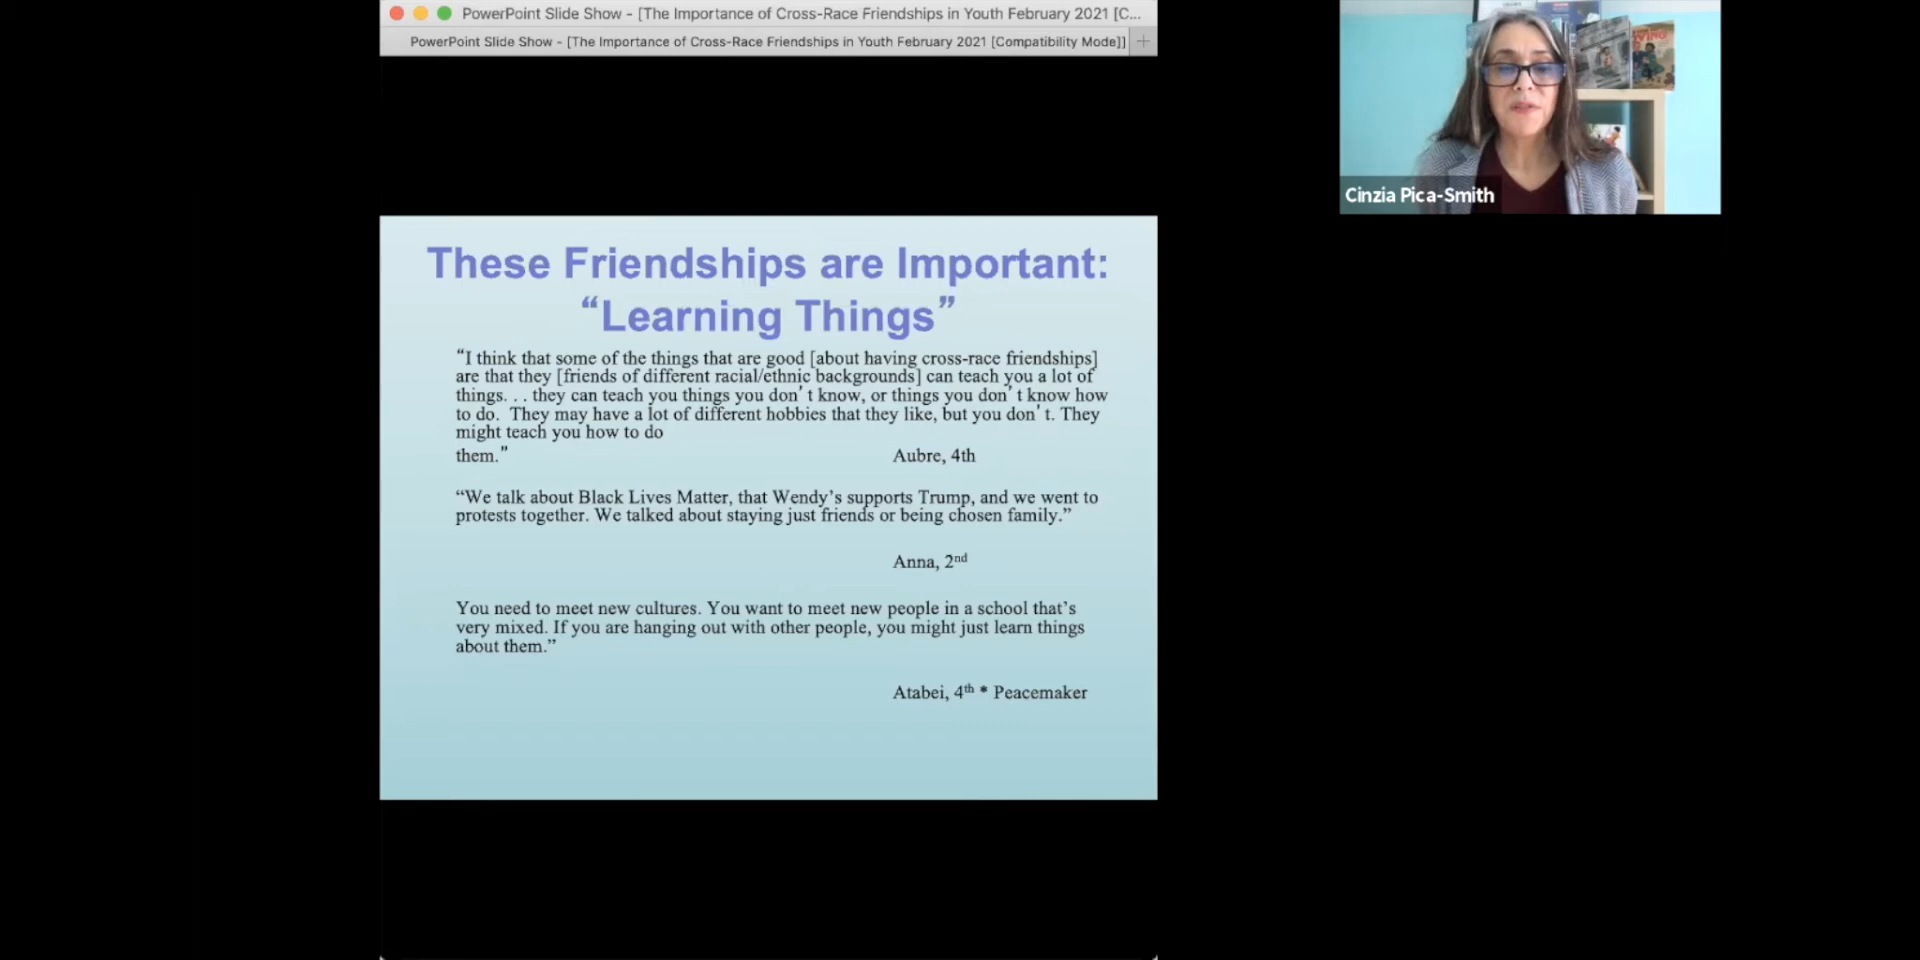 PowerPoint Slide Show - [The Importance of Cross-Race Friendships in Youth February 2021 [C...
PowerPoint Slide Show - [The Importance of Cross-Race Friendships in Youth February 2021 [Compatibility Mode]]
Cinzia Pica-Smith
These Friendships are Important:
“Learning Things”
“I think that some of the things that are good [about having cross-race friendships]
are that they [friends of different racial/ethnic backgrounds] can teach you a lot of
things. . . they can teach you things you don’t know, or things you don’t know how
to do.  They may have a lot of different hobbies that they like, but you don’t. They
might teach you how to do
them.” Aubre, 4th
“We talk about Black Lives Matter, that Wendy’s supports Trump, and we went to
protests together. We talked about staying just friends or being chosen family.”
Anna, 2nd
You need to meet new cultures. You want to meet new people in a school that’s
very mixed. If you are hanging out with other people, you might just learn things
about them.”
Atabei, 4th * Peacemaker